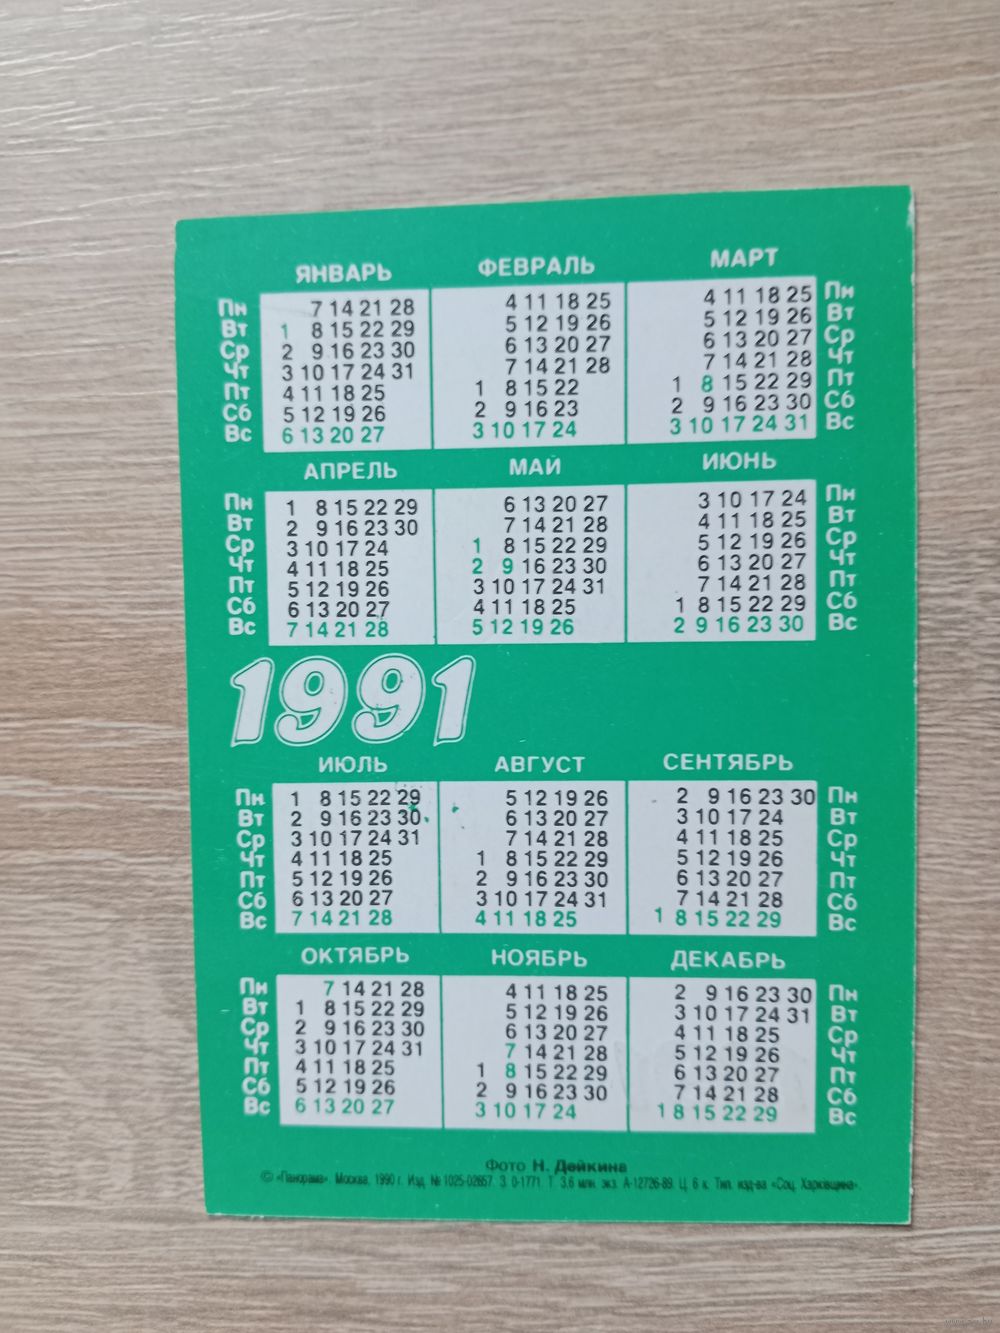 ЯНВАРЬ ФЕВРАЛЬ МАРТ
Пн 7 14 21 28 4 11 18 25 4 11 18 25 Пн
Вт 1 8 15 22 29 5 12 19 26 5 12 19 26 Вт
Ср 2 9 16 23 30 6 13 20 27 6 13 20 27 Ср
Чт 3 10 17 24 31 7 14 21 28 7 14 21 28 Чт
Пт 4 11 18 25 1 8 15 22 1 8 15 22 29 Пт
Сб 5 12 19 26 2 9 16 23 2 9 16 23 30 Сб
Вс 6 13 20 27 3 10 17 24 3 10 17 24 31 Вс
АПРЕЛЬ МАЙ ИЮНЬ
Пн 1 8 15 22 29 6 13 20 27 3 10 17 24 Пн
Вт 2 9 16 23 30 7 14 21 28 4 11 18 25 Вт
Ср 3 10 17 24 1 8 15 22 29 5 12 19 26 Ср
Чт 4 11 18 25 2 9 16 23 30 6 13 20 27 Чт
Пт 5 12 19 26 3 10 17 24 31 7 14 21 28 Пт
Сб 6 13 20 27 4 11 18 25 1 8 15 22 29 Сб
Вс 7 14 21 28 5 12 19 26 2 9 16 23 30 Вс
1991
ИЮЛЬ АВГУСТ СЕНТЯБРЬ
Пн 1 8 15 22 29 5 12 19 26 2 9 16 23 30 Пн
Вт 2 9 16 23 30 6 13 20 27 3 10 17 24 Вт
Ср 3 10 17 24 31 7 14 21 28 4 11 18 25 Ср
Чт 4 11 18 25 1 8 15 22 29 5 12 19 26 Чт
Пт 5 12 19 26 2 9 16 23 30 6 13 20 27 Пт
Сб 6 13 20 27 3 10 17 24 31 7 14 21 28 Сб
Вс 7 14 21 28 4 11 18 25 1 8 15 22 29 Вс
ОКТЯБРЬ НОЯБРЬ ДЕКАБРЬ
Пн 7 14 21 28 4 11 18 25 2 9 16 23 30 Пн
Вт 1 8 15 22 29 5 12 19 26 3 10 17 24 31 Вт
Ср 2 9 16 23 30 6 13 20 27 4 11 18 25 Ср
Чт 3 10 17 24 31 7 14 21 28 5 12 19 26 Чт
Пт 4 11 18 25 1 8 15 22 29 6 13 20 27 Пт
Сб 5 12 19 26 2 9 16 23 30 7 14 21 28 Сб
Вс 6 13 20 27 3 10 17 24 1 8 15 22 29 Вс
Фото Н. Дейкина
© «Панорама». Москва, 1990 г. Изд. № 1025-02657. З. 0-1771. Т. 3,6 млн. экз. А-12726-89. Ц. 6 к. Тип. изд-ва «Соц. Харківщина».